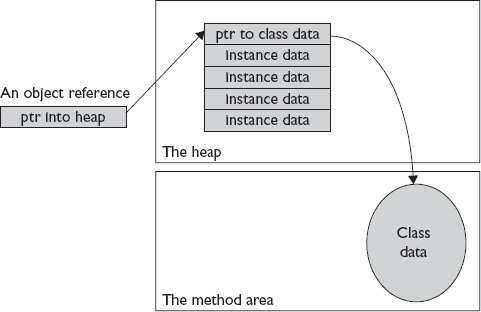 ptr to class data
instance data
instance data
instance data
instance data
An object reference
ptr into heap
The heap
Class
data
The method area